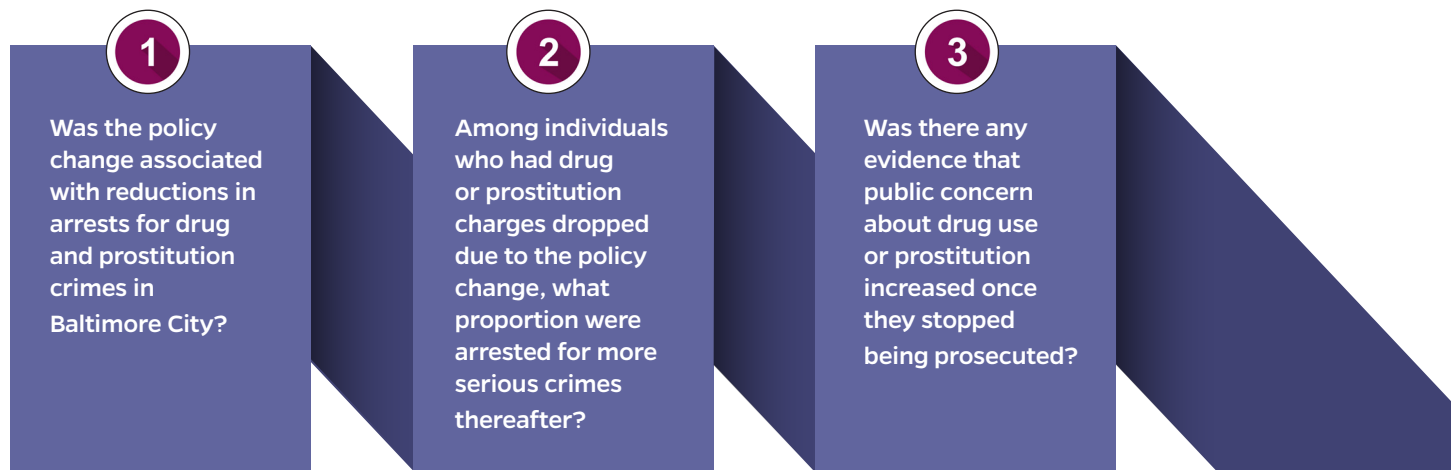 1
Was the policy
change associated
with reductions in
arrests for drug
and prostitution
crimes in
Baltimore City?
2
Among individuals
who had drug
or prostitution
charges dropped
due to the policy
change, what
proportion were
arrested for more
serious crimes
thereafter?
3
Was there any
evidence that
public concern
about drug use
or prostitution
increased once
they stopped
being prosecuted?